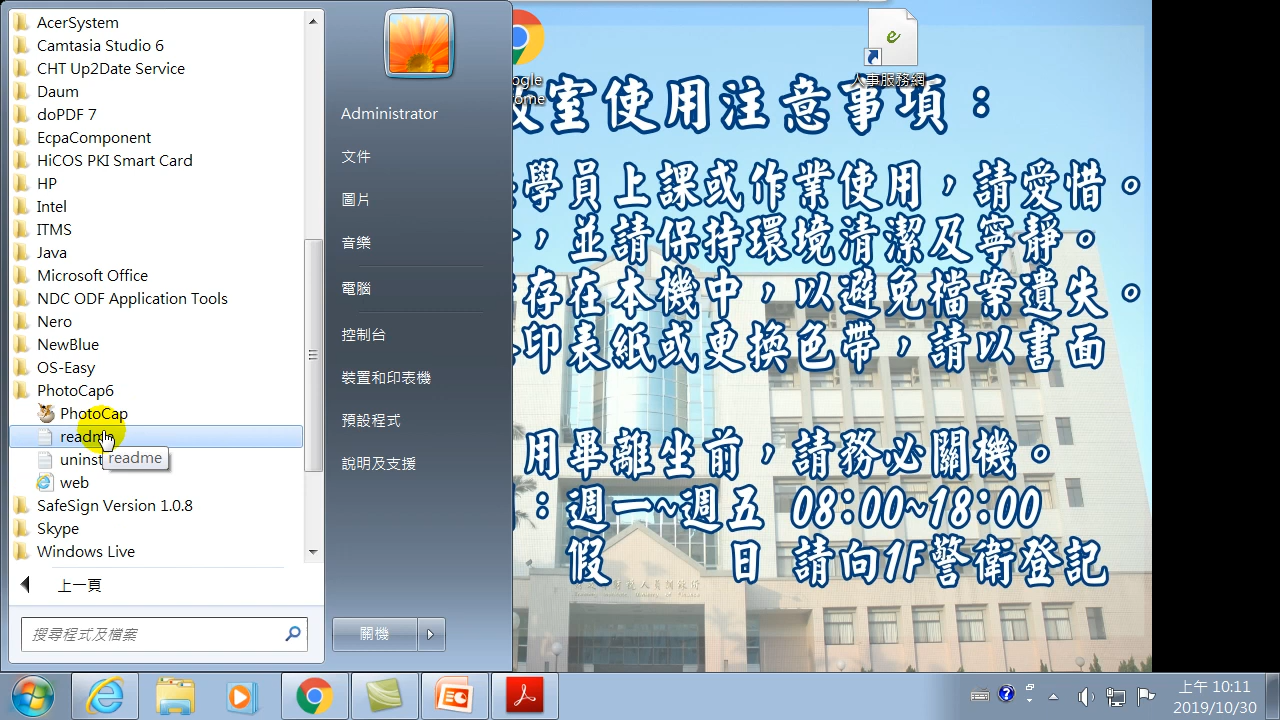 AcerSystem
Camtasia Studio 6
CHT Up2Date Service
Daum
doPDF 7
EcpaComponent
HiCOS PKI Smart Card
HP
Intel
ITMS
Java
Microsoft Office
NDC ODF Application Tools
Nero
NewBlue
OS-Easy
PhotoCap6
PhotoCap
readme
web
SafeSign Version 1.0.8
Skype
Windows Live
上一頁
搜尋程式及檔案
Administrator
文件
圖片
音樂
電腦
控制台
裝置和印表機
預設程式
說明及支援
關機
人事服務網
室使用注意事項：
學員上課或作業使用，請愛惜。
，並請保持環境清潔及寧靜。
存在本機中，以避免檔案遺失。
印表紙或更換色帶，請以書面
用畢離坐前，請務必關機。
：週一~週五 08:00~18:00
假 日 請向1F警衛登記
上午 10:11
2019/10/30